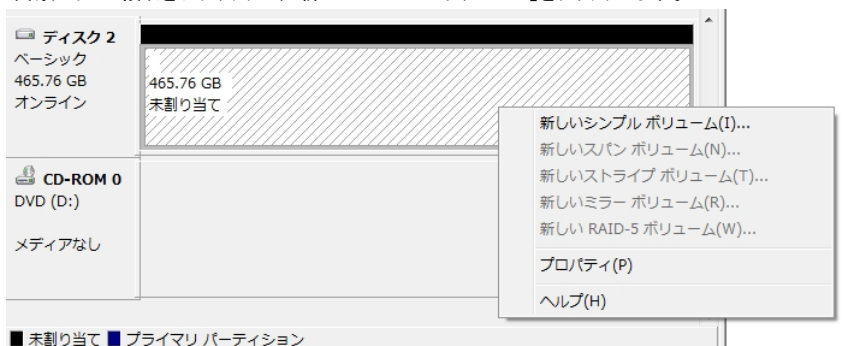 ディスク 2
ベーシック
465.76 GB
オンライン
465.76 GB
未割り当て
新しいシンプル ボリューム(I)...
新しいスパン ボリューム(N)...
新しいストライプ ボリューム(T)...
新しいミラー ボリューム(R)...
新しい RAID-5 ボリューム(W)...
プロパティ(P)
ヘルプ(H)
CD-ROM 0
DVD (D:)
メディアなし
未割り当て プライマリ パーティション